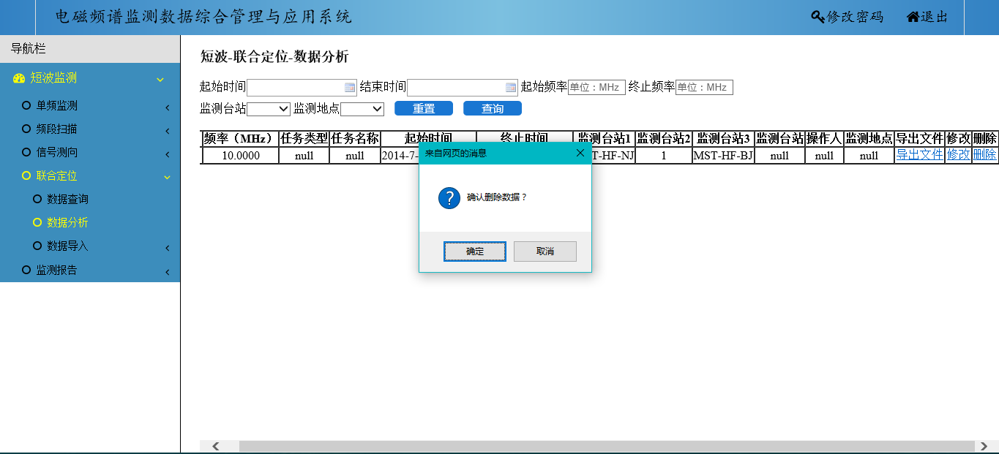 电磁频谱监测数据综合管理与应用系统 修改密码 退出
导航栏
短波监测
单频监测
频段扫描
信号测向
联合定位
数据查询
数据分析
数据导入
监测报告
短波-联合定位-数据分析
起始时间 结束时间 起始频率 单位：MHz 终止频率 单位：MHz
监测台站 监测地点 重置 查询
频率（MHz） 任务类型 任务名称 起始时间 终止时间 监测台站1 监测台站2 监测台站3 监测台站 操作人 监测地点 导出文件 修改 删除
10.0000 null null 2014-7- T-HF-NJ 1 MST-HF-BJ null null null 导出文件 修改 删除
来自网页的消息
确认删除数据？
确定 取消